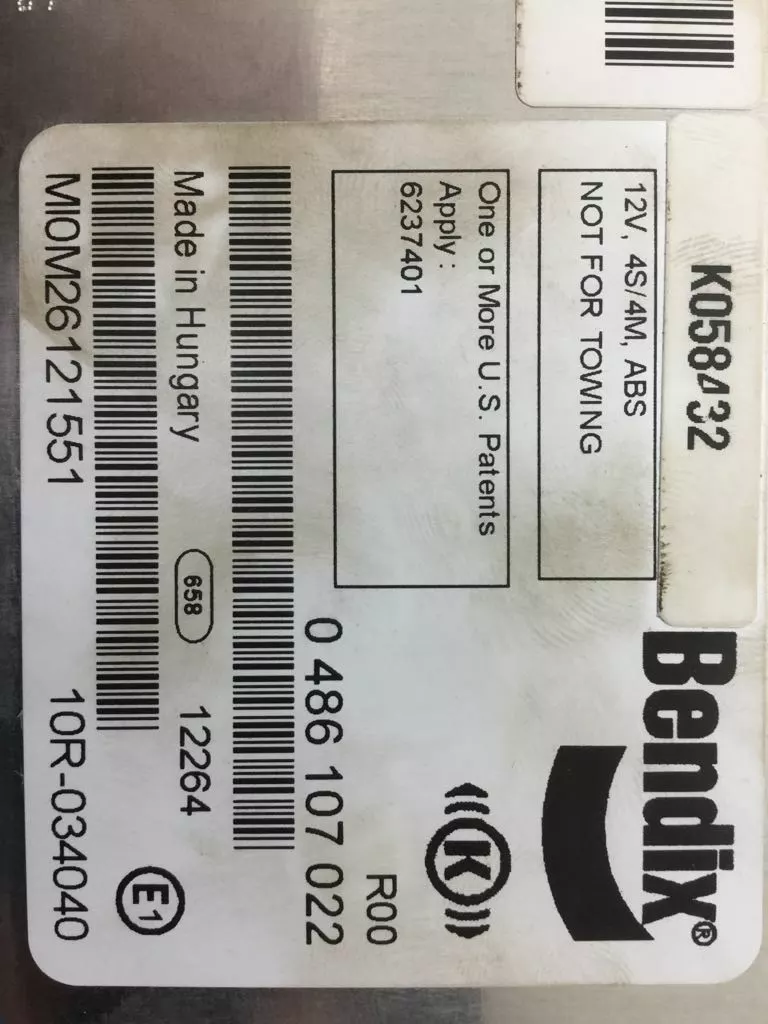 K058432
Bendix®
12V, 4S/4M, ABS
NOT FOR TOWING
One or More U.S. Patents
Apply:
6237401
K
R00
0 486 107 022
Made in Hungary
658
12264
E1
MI0M26121551
10R-034040